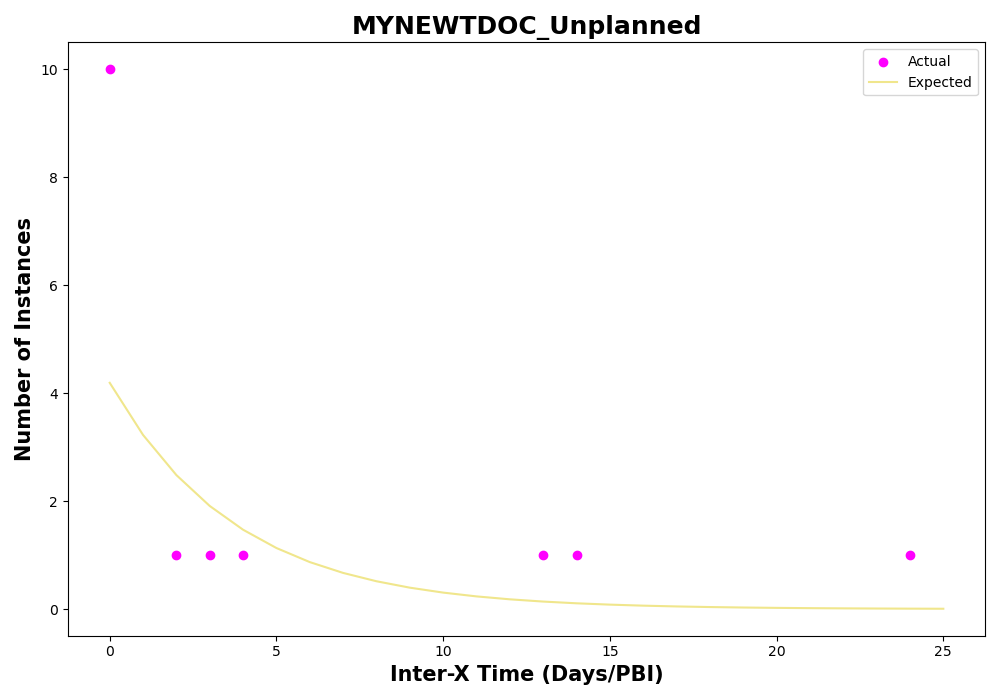 MYNEWTDOC_Unplanned
Actual
Expected
10
8
6
4
2
0
Number of Instances
0 5 10 15 20 25
Inter-X Time (Days/PBI)